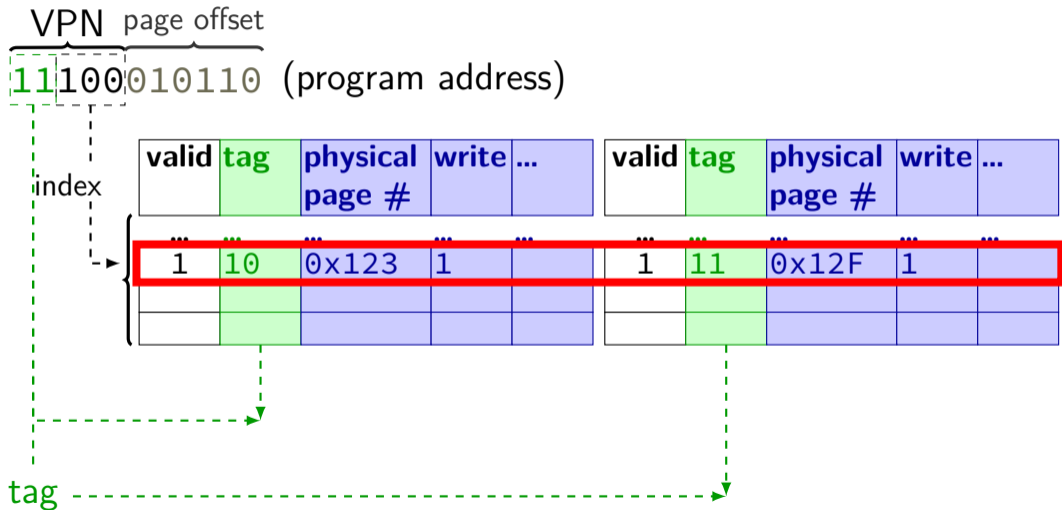 VPN page offset
11100010110 (program address)
valid tag physical page # write ... valid tag physical page # write ...
index
... ... ... ... ... ... ... ... ... ...
1 10 0x123 1 1 11 0x12F 1
tag